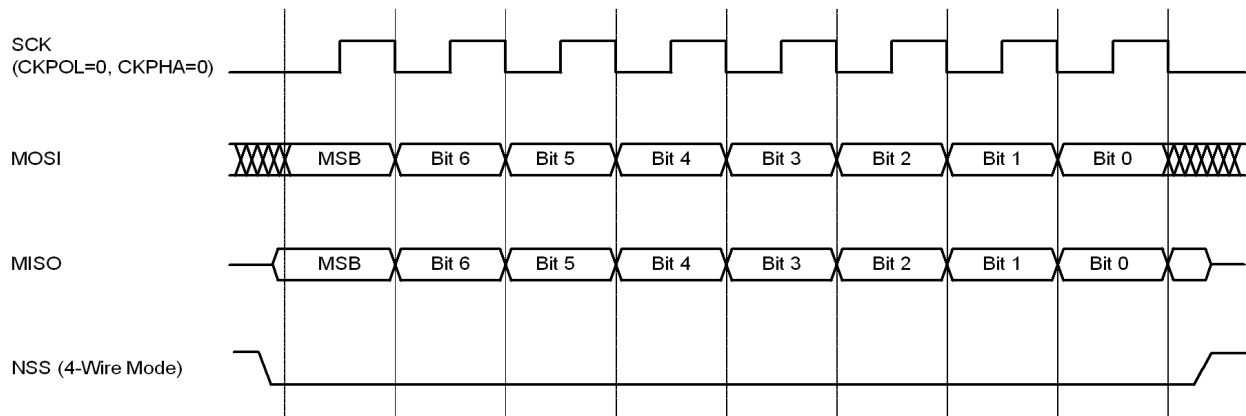 SCK
(CKPOL=0, CKPHA=0)
MOSI
MSB Bit 6 Bit 5 Bit 4 Bit 3 Bit 2 Bit 1 Bit 0
MISO
MSB Bit 6 Bit 5 Bit 4 Bit 3 Bit 2 Bit 1 Bit 0
NSS (4-Wire Mode)